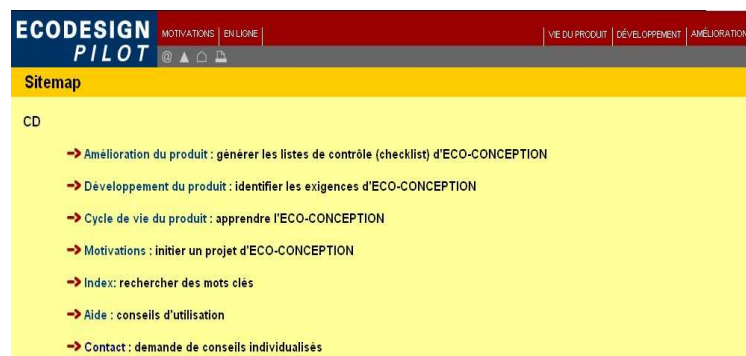 ECODESIGN MOTIVATIONS | EN LIGNE | VIE DU PRODUIT | DÉVELOPPEMENT | AMÉLIORATION
PILOT @
Sitemap
CD
Amélioration du produit : générer les listes de contrôle (checklist) d'ECO-CONCEPTION
Développement du produit : identifier les exigences d'ECO-CONCEPTION
Cycle de vie du produit : apprendre l'ECO-CONCEPTION
Motivations : initier un projet d'ECO-CONCEPTION
Index: rechercher des mots clés
Aide : conseils d'utilisation
Contact : demande de conseils individualisés